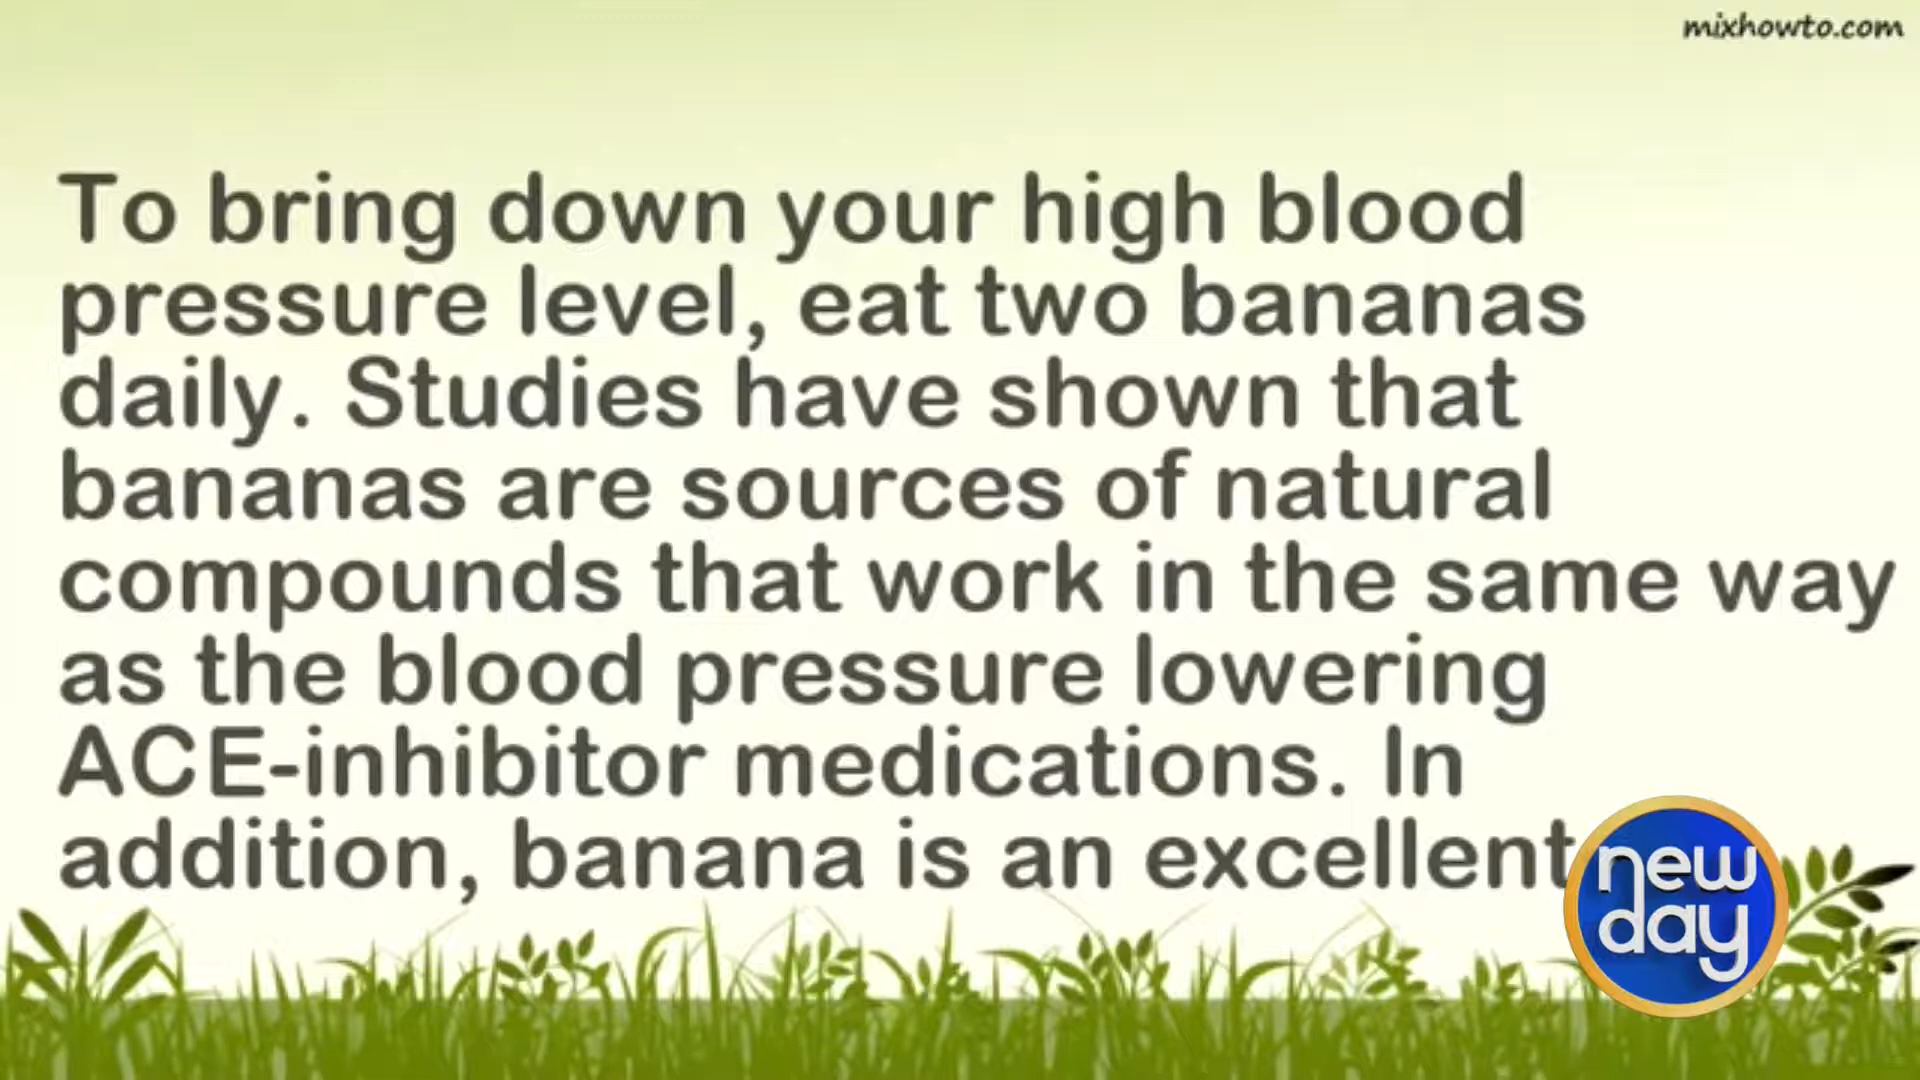 mixhowto.com
To bring down your high blood
pressure level, eat two bananas
daily. Studies have shown that
bananas are sources of natural
compounds that work in the same way
as the blood pressure lowering
ACE-inhibitor medications. In
addition, banana is an excellent
new
day